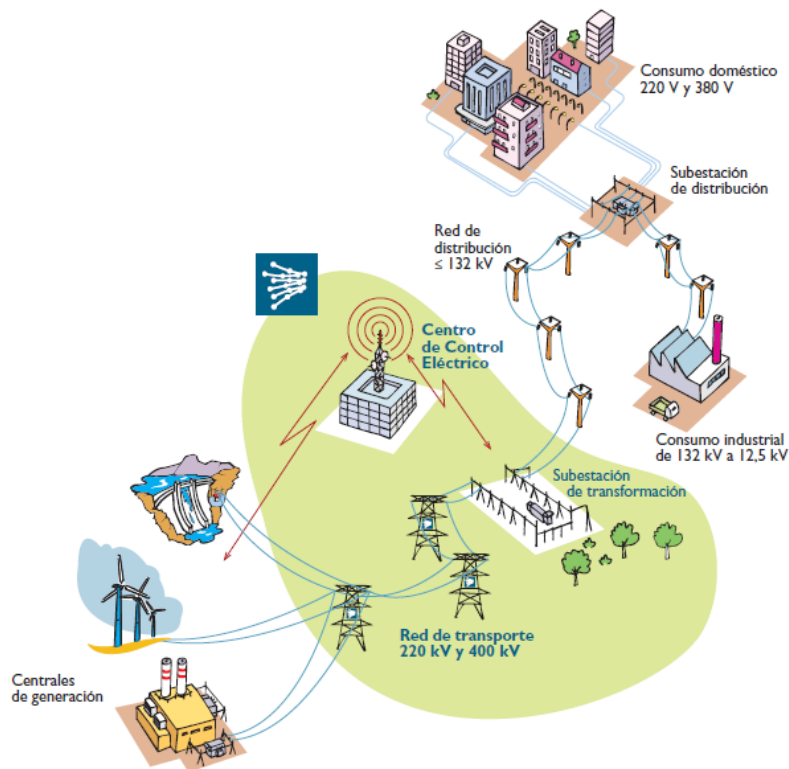 Consumo doméstico
220 V y 380 V
Subestación
de distribución
Red de
distribución
≤ 132 kV
Centro
de Control
Eléctrico
Consumo industrial
de 132 kV a 12,5 kV
Subestación
de transformación
Red de transporte
220 kV y 400 kV
Centrales
de generación